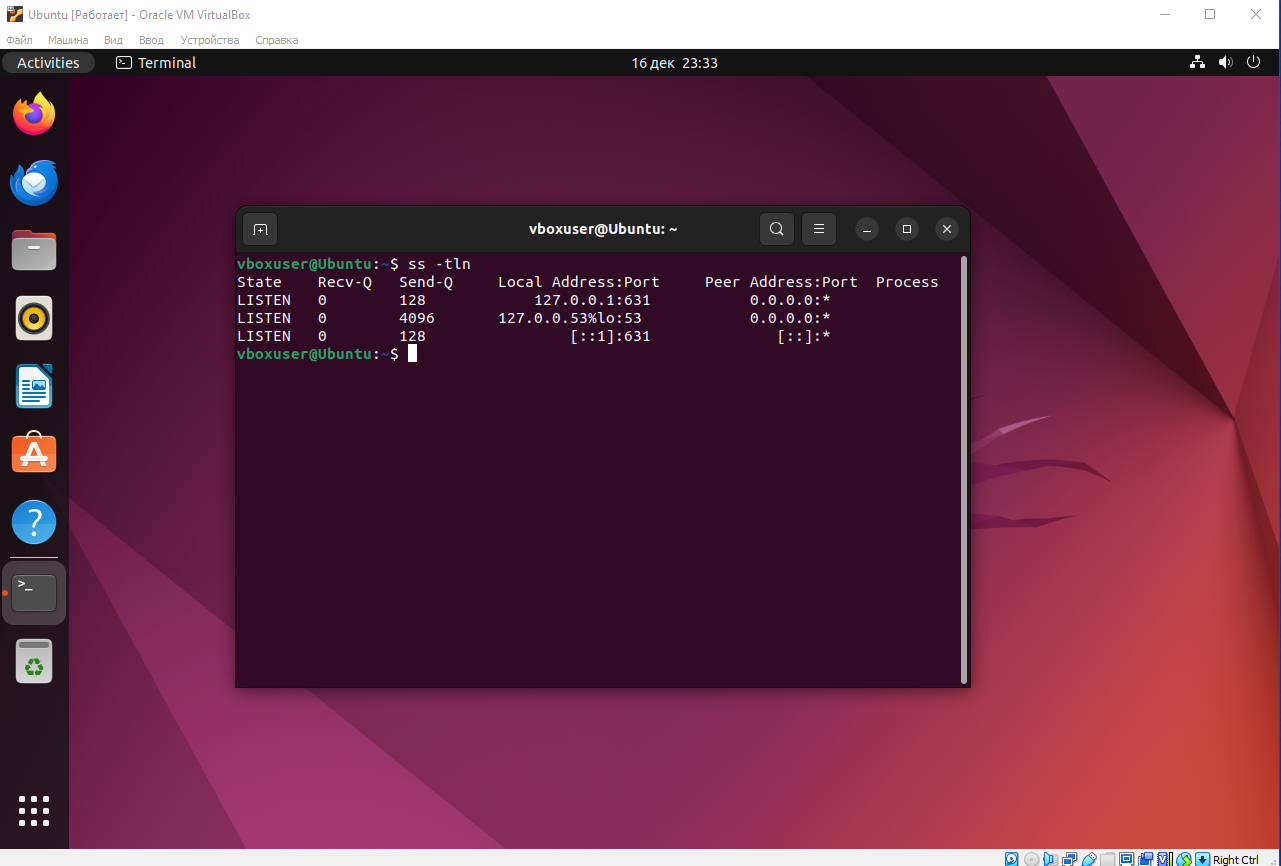 Ubuntu [Работает] - Oracle VM VirtualBox
Файл Машина Вид Ввод Устройства Справка
Activities Terminal 16 дек 23:33
vboxuser@Ubuntu: ~
vboxuser@Ubuntu:~$ ss -tln
State Recv-Q Send-Q Local Address:Port Peer Address:Port Process
LISTEN 0 128 127.0.0.1:631 0.0.0.0:*
LISTEN 0 4096 127.0.0.53%lo:53 0.0.0.0:*
LISTEN 0 128 [::1]:631 [::]:*
vboxuser@Ubuntu:~$
Right Ctrl